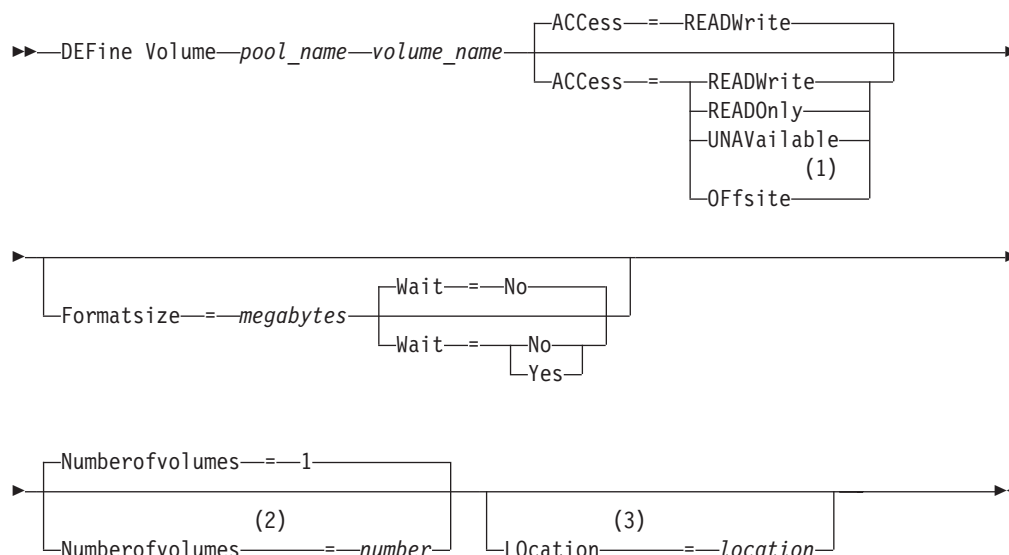 ACCess = READWrite
DEFine Volume pool_name volume_name
ACCess = READWrite
READOnly
UNAVailable
(1)
OFfsite
Wait = No
Formatsize = megabytes
Wait = No
Yes
Numberofvolumes = 1
(2) (3)
Numberofvolumes = number LOcation = location